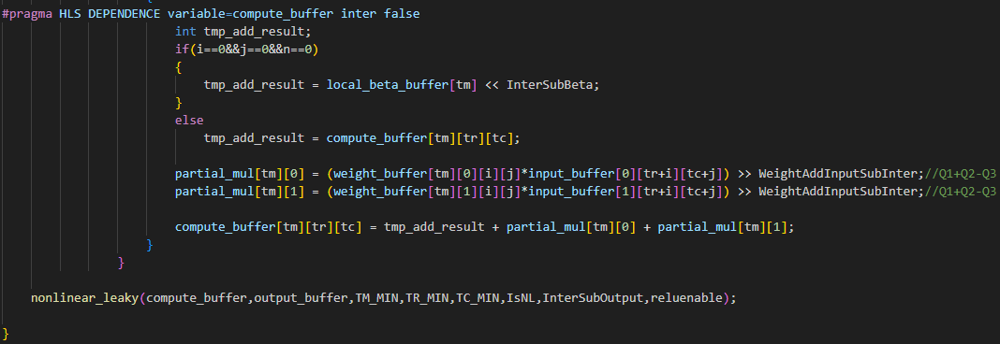 {
#pragma HLS DEPENDENCE variable=compute_buffer inter false
int tmp_add_result;
if(i==0&&j==0&&n==0)
{
tmp_add_result = local_beta_buffer[tm] << InterSubBeta;
}
else
tmp_add_result = compute_buffer[tm][tr][tc];
partial_mul[tm][0] = (weight_buffer[tm][0][i][j]*input_buffer[0][tr+i][tc+j]) >> WeightAddInputSubInter;//Q1+Q2-Q3
partial_mul[tm][1] = (weight_buffer[tm][1][i][j]*input_buffer[1][tr+i][tc+j]) >> WeightAddInputSubInter;//Q1+Q2-Q3
compute_buffer[tm][tr][tc] = tmp_add_result + partial_mul[tm][0] + partial_mul[tm][1];
}
}
nonlinear_leaky(compute_buffer,output_buffer,TM_MIN,TR_MIN,TC_MIN,IsNL,InterSubOutput,reluenable);
}